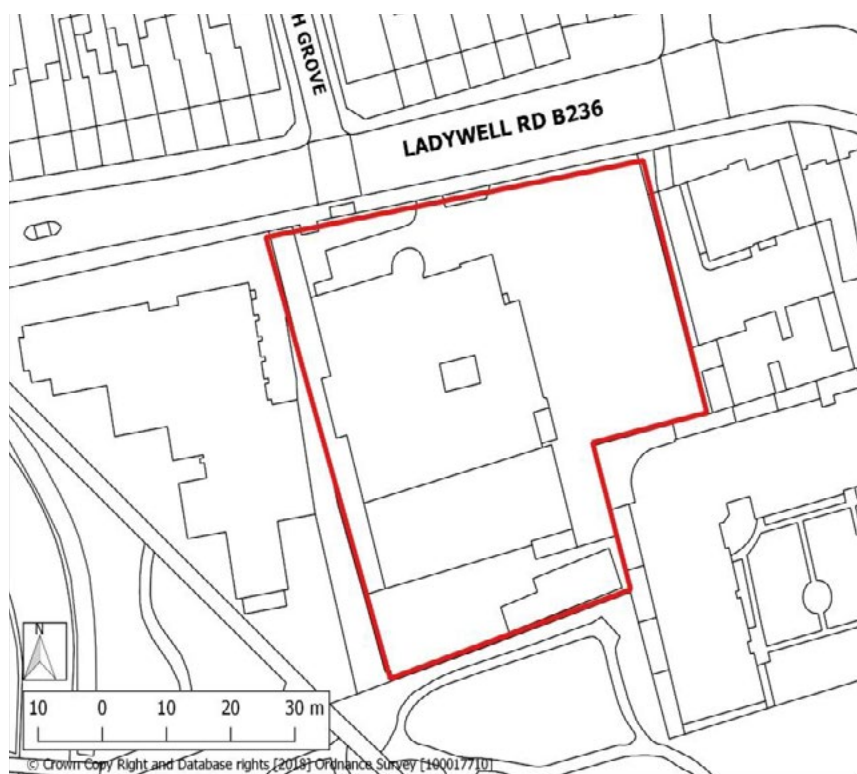 H GROVE
LADYWELL RD B236
N
10 0 10 20 30 m
© Crown Copy Right and Database rights [2018] Ordnance Survey [100017710]